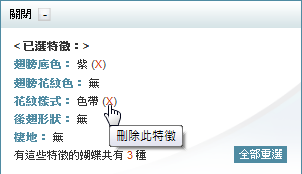 關閉 -
< 已選特徵：>
翅膀底色： 紫 (X)
翅膀花紋色： 無
花紋樣式： 色帶 (X)
後翅形狀： 無
棲地： 無
刪除此特徵
有這些特徵的蝴蝶共有 3 種
全部重選